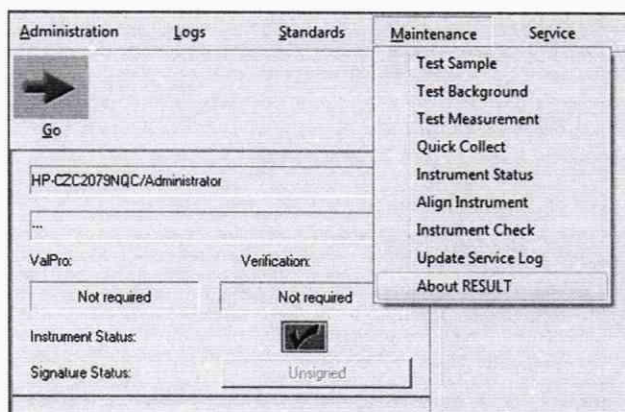 Administration Logs Standards Maintenance Service
Go
Test Sample
Test Background
Test Measurement
Quick Collect
Instrument Status
Align Instrument
Instrument Check
Update Service Log
About RESULT
HP-CZC2079NQC/Administrator
...
ValPro: Verification:
Not required Not required
Instrument Status:
Signature Status: Unsigned